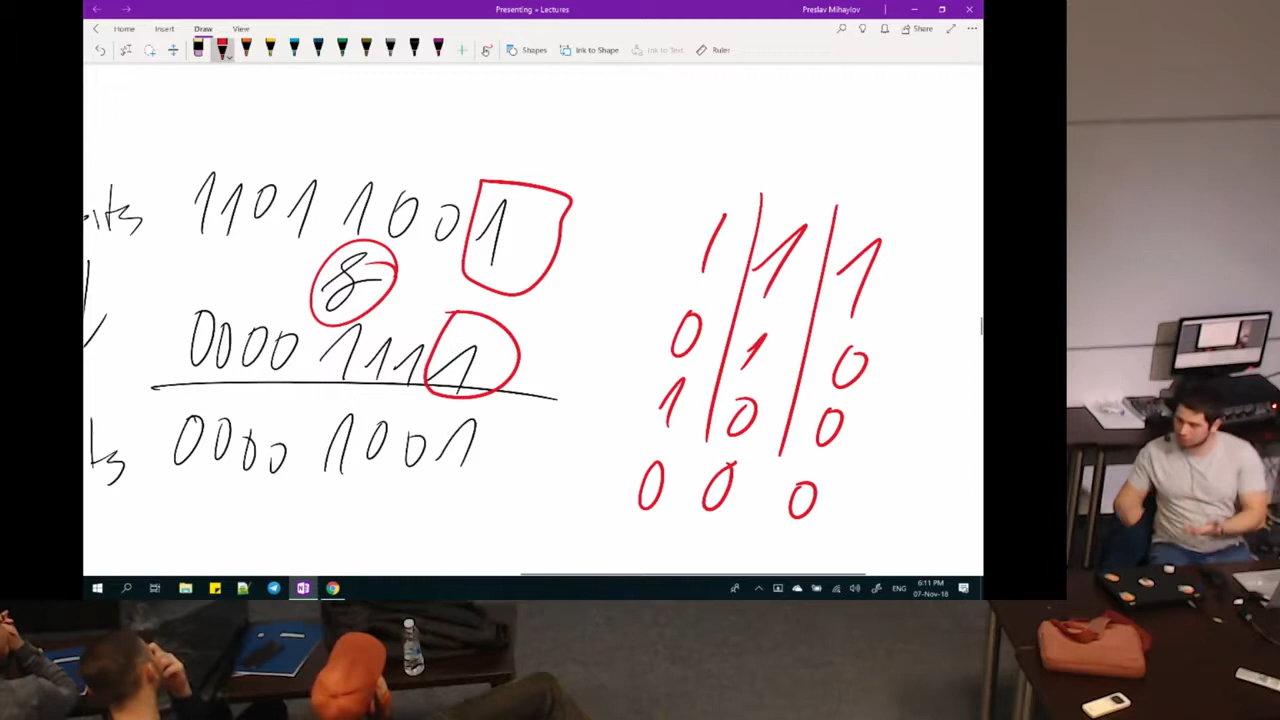 Presenting » Lectures
Preslav Mihaylov
Home Insert Draw View
Share
Shapes Ink to Shape Ink to Text Ruler
1101 1001
&
0000 1111
0000 1001
1 1 1
0 1 0
1 0 0
0 0 0
ENG
6:11 PM
07-Nov-18